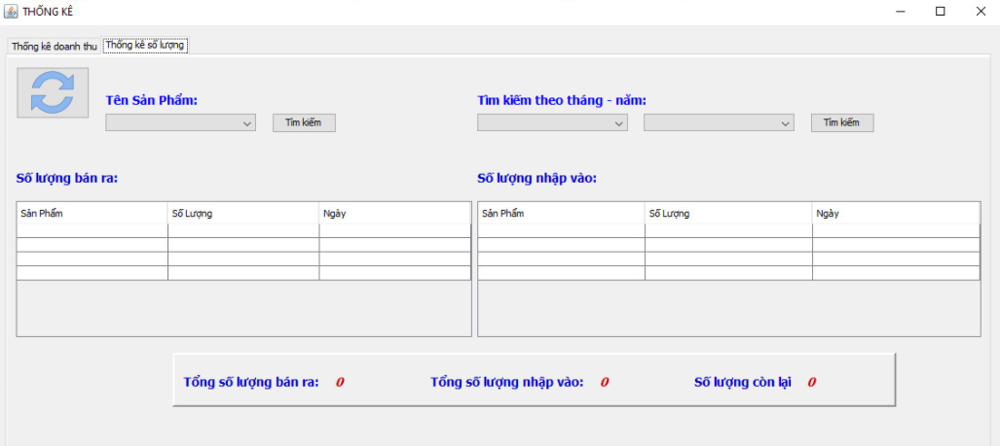 THỐNG KÊ
Thống kê doanh thu Thống kê số lượng
Tên Sản Phẩm: Tìm kiếm theo tháng - năm:
Tìm kiếm Tìm kiếm
Số lượng bán ra: Số lượng nhập vào:
Sản Phẩm Số Lượng Ngày Sản Phẩm Số Lượng Ngày
Tổng số lượng bán ra: 0 Tổng số lượng nhập vào: 0 Số lượng còn lại 0